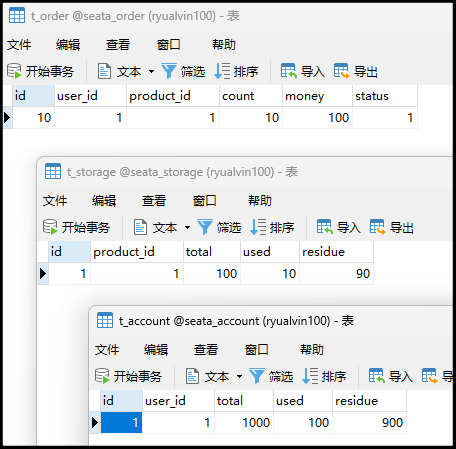 t_order @seata_order (ryualvin100) - 表
文件 编辑 查看 窗口 帮助
开始事务 文本 筛选 排序 导入 导出
id user_id product_id count money status
10 1 1 10 100 1
t_storage @seata_storage (ryualvin100) - 表
文件 编辑 查看 窗口 帮助
开始事务 文本 筛选 排序 导入 导出
id product_id total used residue
1 1 100 10 90
t_account @seata_account (ryualvin100) - 表
文件 编辑 查看 窗口 帮助
开始事务 文本 筛选 排序 导入 导出
id user_id total used residue
1 1 1000 100 900